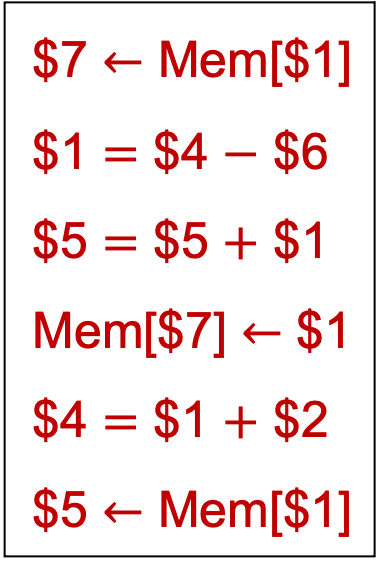 $7 ← Mem[$1]
$1 = $4 − $6
$5 = $5 + $1
Mem[$7] ← $1
$4 = $1 + $2
$5 ← Mem[$1]